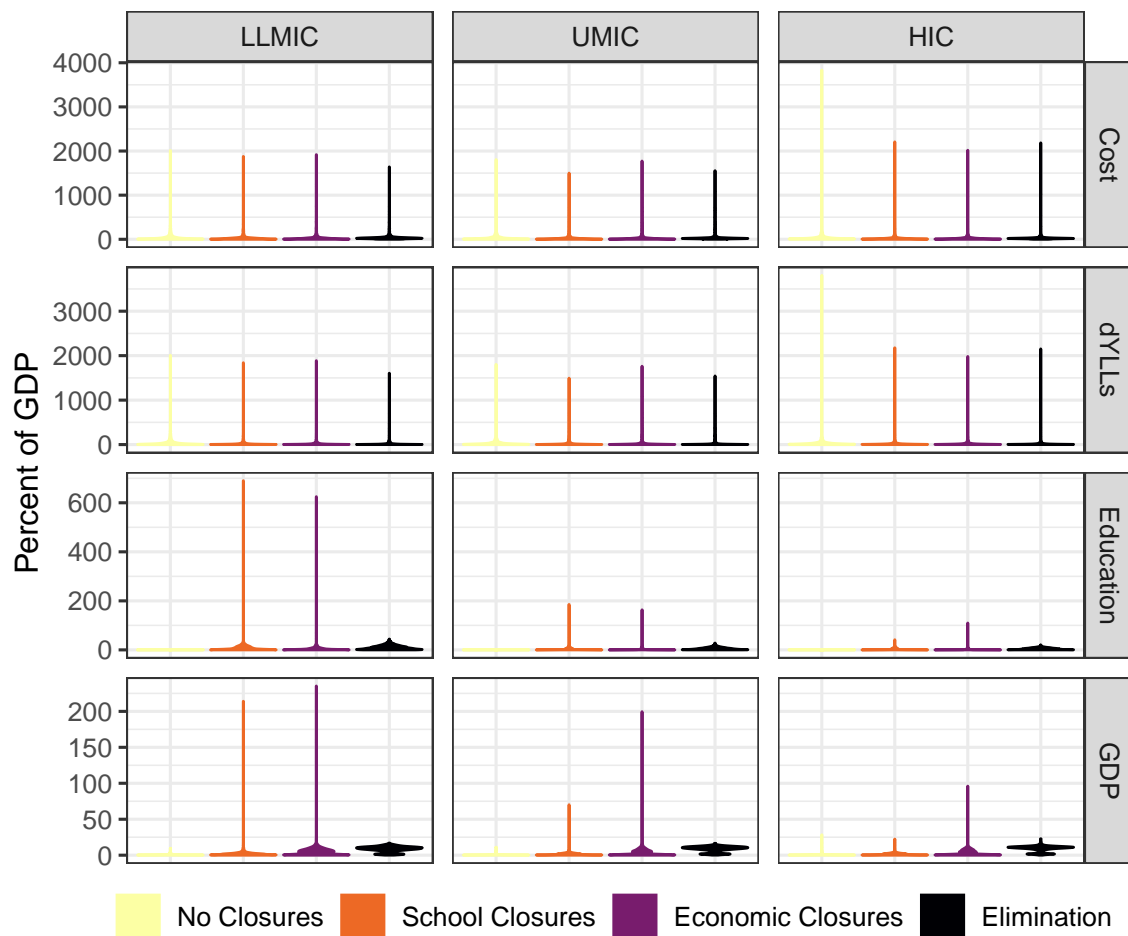 LLMIC UMIC HIC
4000
3000
2000
1000
0
Cost
3000
2000
1000
0
dYLLs
Percent of GDP
600
400
200
0
Education
200
150
100
50
0
GDP
No Closures School Closures Economic Closures Elimination